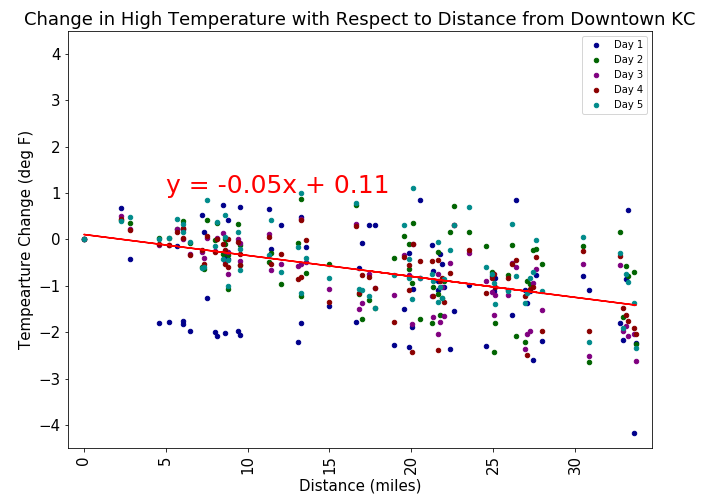 Change in High Temperature with Respect to Distance from Downtown KC
Day 1
Day 2
Day 3
Day 4
Day 5
y = -0.05x + 0.11
Tempearture Change (deg F)
4
3
2
1
0
−1
−2
−3
−4
0
5
10
15
20
25
30
Distance (miles)